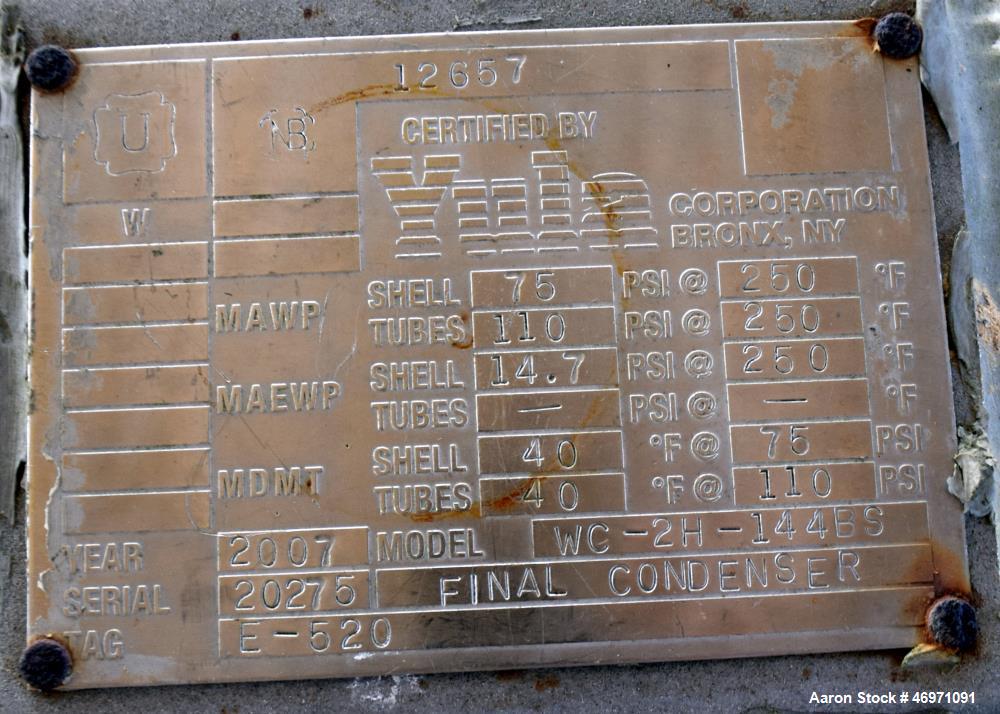 12657
U NB CERTIFIED BY
W Yula CORPORATION
BRONX, NY
MAWP SHELL 75 PSI @ 250 °F
TUBES 110 PSI @ 250 °F
MAEWP SHELL 14.7 PSI @ 250 °F
TUBES — PSI @ — °F
MDMT SHELL 40 °F @ 75 PSI
TUBES 40 °F @ 110 PSI
YEAR 2007 MODEL WC-2H-144BS
SERIAL 20275 FINAL CONDENSER
TAG E-520
Aaron Stock # 46971091